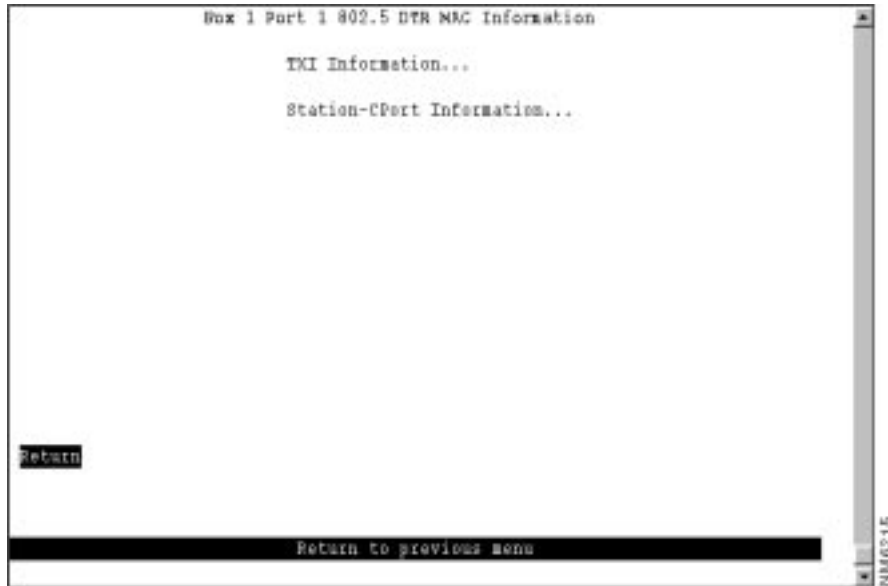 Box 1 Port 1 802.5 DTR MAC Information
TXI Information...
Station-CPort Information...
Return
Return to previous menu
NM6215